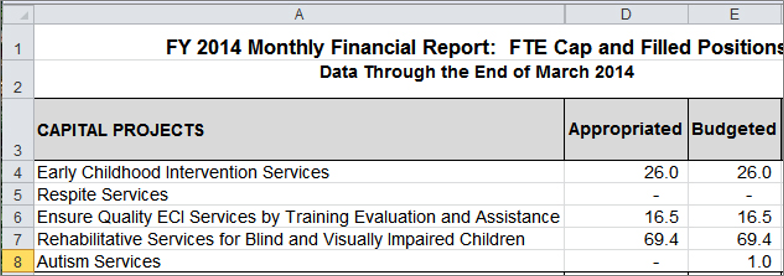 A D E
1 FY 2014 Monthly Financial Report: FTE Cap and Filled Positions
2 Data Through the End of March 2014
3 CAPITAL PROJECTS Appropriated Budgeted
4 Early Childhood Intervention Services 26.0 26.0
5 Respite Services - -
6 Ensure Quality ECI Services by Training Evaluation and Assistance 16.5 16.5
7 Rehabilitative Services for Blind and Visually Impaired Children 69.4 69.4
8 Autism Services - 1.0